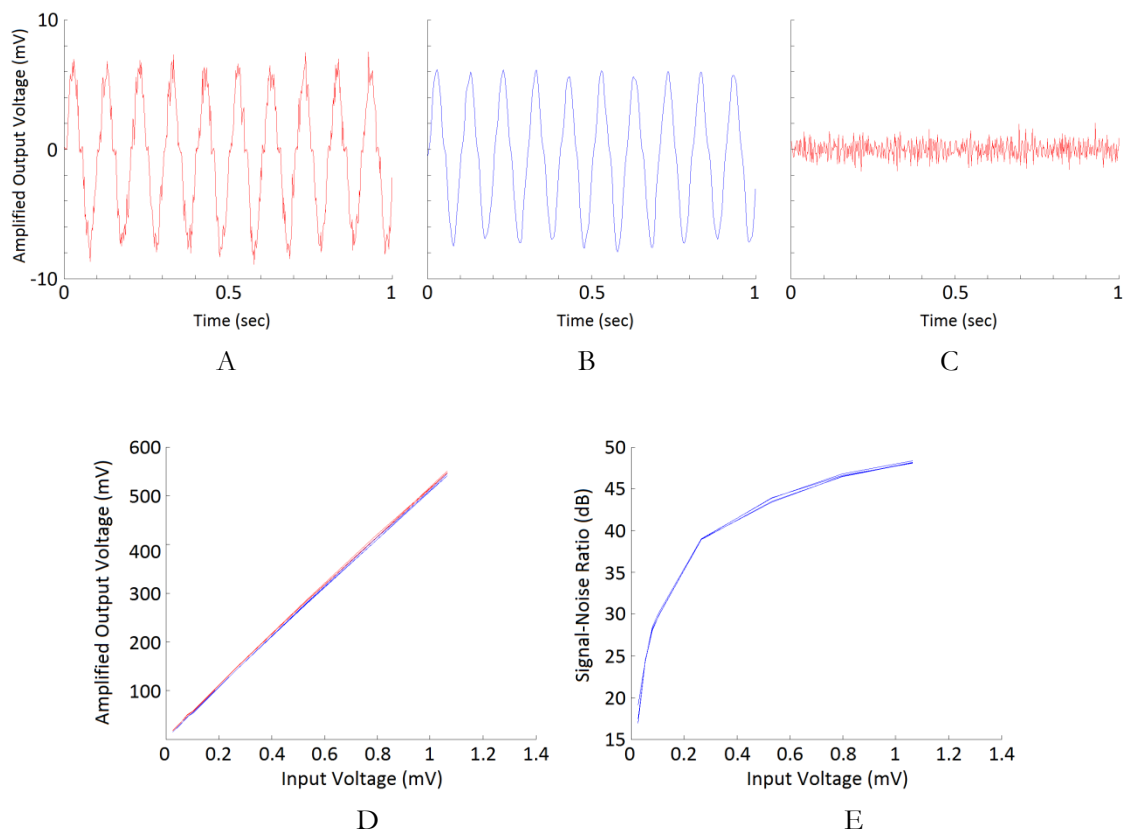 Amplified Output Voltage (mV)
10
0
-10
0 0.5 1
Time (sec)
A
0 0.5 1
Time (sec)
B
0 0.5 1
Time (sec)
C
Amplified Output Voltage (mV)
600
500
400
300
200
100
0 0.2 0.4 0.6 0.8 1 1.2 1.4
Input Voltage (mV)
D
Signal-Noise Ratio (dB)
50
45
40
35
30
25
20
15
0 0.2 0.4 0.6 0.8 1 1.2 1.4
Input Voltage (mV)
E